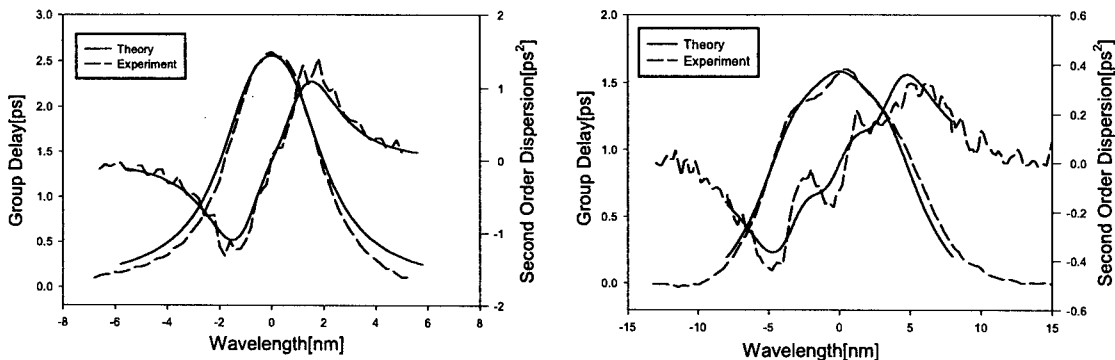 3.0
2.5
2.0
1.5
1.0
0.5
0.0
Group Delay[ps]
Theory
Experiment
2
1
0
-1
-2
Second Order Dispersion[ps²]
-8 -6 -4 -2 0 2 4 6 8
Wavelength[nm]
2.0
1.5
1.0
0.5
0.0
Group Delay[ps]
Theory
Experiment
0.6
0.4
0.2
0.0
-0.2
-0.4
-0.6
Second Order Dispersion[ps²]
-15 -10 -5 0 5 10 15
Wavelength[nm]